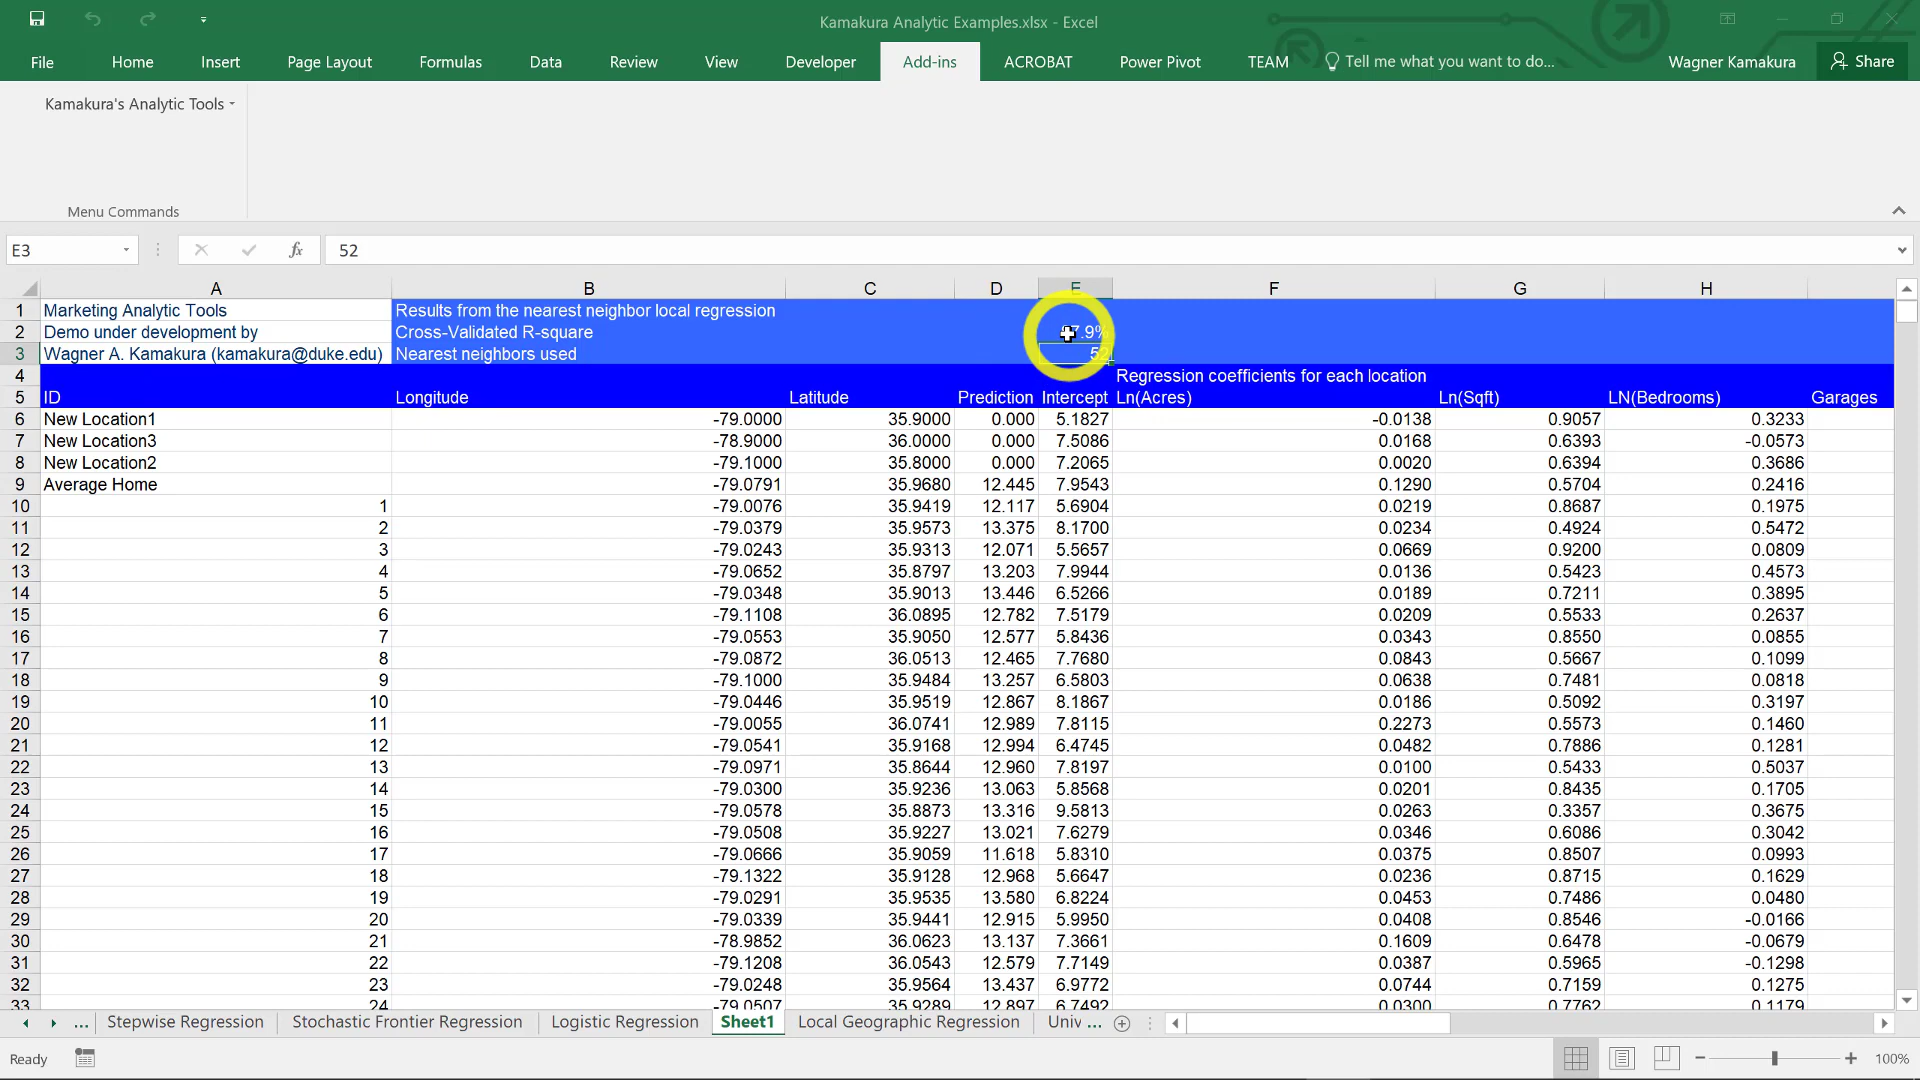 Kamakura Analytic Examples.xlsx - Excel
File Home Insert Page Layout Formulas Data Review View Developer Add-ins ACROBAT Power Pivot TEAM Tell me what you want to do... Wagner Kamakura Share
Kamakura's Analytic Tools
Menu Commands
E3 fx 52
A B C D E F G H
1 Marketing Analytic Tools Results from the nearest neighbor local regression
2 Demo under development by Cross-Validated R-square 7.9%
3 Wagner A. Kamakura (kamakura@duke.edu) Nearest neighbors used 52
4 Regression coefficients for each location
5 ID Longitude Latitude Prediction Intercept Ln(Acres) Ln(Sqft) LN(Bedrooms) Garages
6 New Location1 -79.0000 35.9000 0.000 5.1827 -0.0138 0.9057 0.3233
7 New Location3 -78.9000 36.0000 0.000 7.5086 0.0168 0.6393 -0.0573
8 New Location2 -79.1000 35.8000 0.000 7.2065 0.0020 0.6394 0.3686
9 Average Home -79.0791 35.9680 12.445 7.9543 0.1290 0.5704 0.2416
10 1 -79.0076 35.9419 12.117 5.6904 0.0219 0.8687 0.1975
11 2 -79.0379 35.9573 13.375 8.1700 0.0234 0.4924 0.5472
12 3 -79.0243 35.9313 12.071 5.5657 0.0669 0.9200 0.0809
13 4 -79.0652 35.8797 13.203 7.9944 0.0136 0.5423 0.4573
14 5 -79.0348 35.9013 13.446 6.5266 0.0189 0.7211 0.3895
15 6 -79.1108 36.0895 12.782 7.5179 0.0209 0.5533 0.2637
16 7 -79.0553 35.9050 12.577 5.8436 0.0343 0.8550 0.0855
17 8 -79.0872 36.0513 12.465 7.7680 0.0843 0.5667 0.1099
18 9 -79.1000 35.9484 13.257 6.5803 0.0638 0.7481 0.0818
19 10 -79.0446 35.9519 12.867 8.1867 0.0186 0.5092 0.3197
20 11 -79.0055 36.0741 12.989 7.8115 0.2273 0.5573 0.1460
21 12 -79.0541 35.9168 12.994 6.4745 0.0482 0.7886 0.1281
22 13 -79.0971 35.8644 12.960 7.8197 0.0100 0.5433 0.5037
23 14 -79.0300 35.9236 13.063 5.8568 0.0201 0.8435 0.1705
24 15 -79.0578 35.8873 13.316 9.5813 0.0263 0.3357 0.3675
25 16 -79.0508 35.9227 13.021 7.6279 0.0346 0.6086 0.3042
26 17 -79.0666 35.9059 11.618 5.8310 0.0375 0.8507 0.0993
27 18 -79.1322 35.9128 12.968 5.6647 0.0236 0.8715 0.1629
28 19 -79.0291 35.9535 13.580 6.8224 0.0453 0.7486 0.0480
29 20 -79.0339 35.9441 12.915 5.9950 0.0408 0.8546 -0.0166
30 21 -78.9852 36.0623 13.137 7.3661 0.1609 0.6478 -0.0679
31 22 -79.1208 36.0543 12.579 7.7149 0.0387 0.5965 -0.1298
32 23 -79.0248 35.9564 13.437 6.9772 0.0744 0.7159 0.1275
33 24 -79.0507 35.9289 12.897 6.7492 0.0300 0.7762 0.1179
... Stepwise Regression Stochastic Frontier Regression Logistic Regression Sheet1 Local Geographic Regression Univ ...
Ready 100%